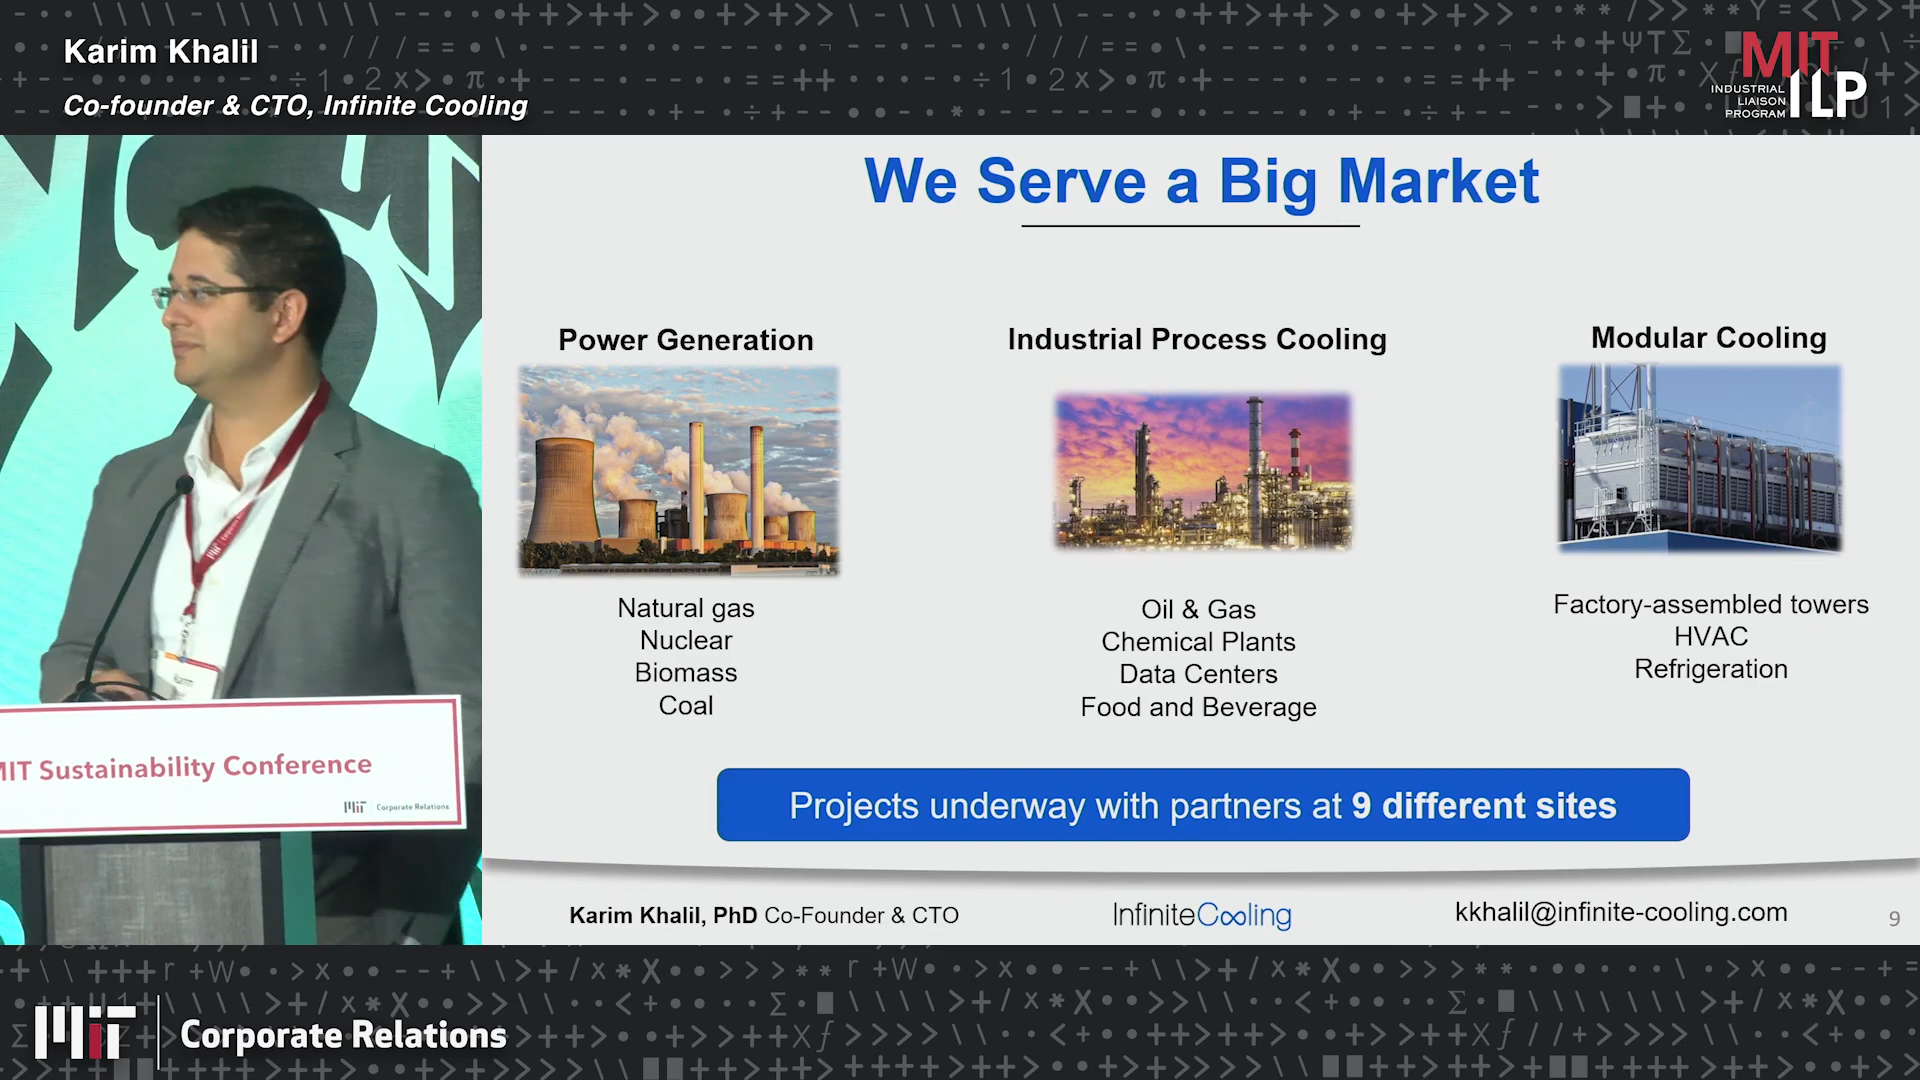 Karim Khalil
Co-founder & CTO, Infinite Cooling
MIT
ILP
INDUSTRIAL
LIAISON
PROGRAM
We Serve a Big Market
Power Generation
Industrial Process Cooling
Modular Cooling
Natural gas
Nuclear
Biomass
Coal
Oil & Gas
Chemical Plants
Data Centers
Food and Beverage
Factory-assembled towers
HVAC
Refrigeration
Projects underway with partners at 9 different sites
Karim Khalil, PhD Co-Founder & CTO
InfiniteCooling
kkhalil@infinite-cooling.com
9
MIT Sustainability Conference
MIT Corporate Relations
Karim
MIT
Corporate Relations